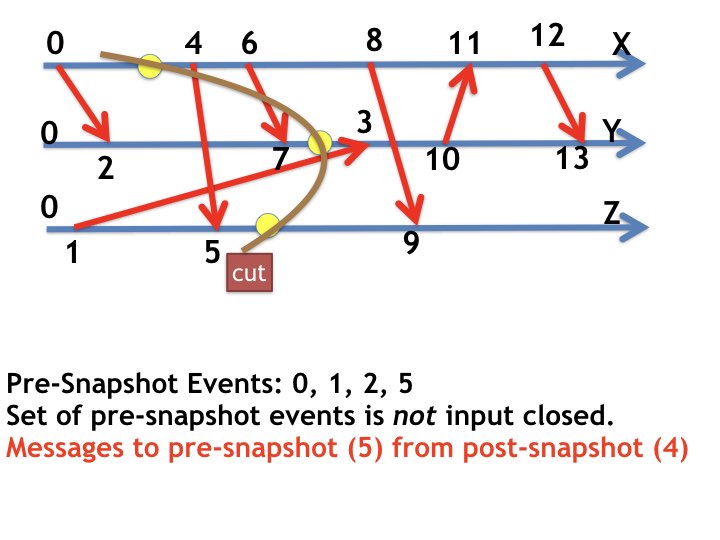 0 4 6 8 11 12 X
0 3 Y
2 7 10 13
0 Z
1 5 9
cut
Pre-Snapshot Events: 0, 1, 2, 5
Set of pre-snapshot events is not input closed.
Messages to pre-snapshot (5) from post-snapshot (4)